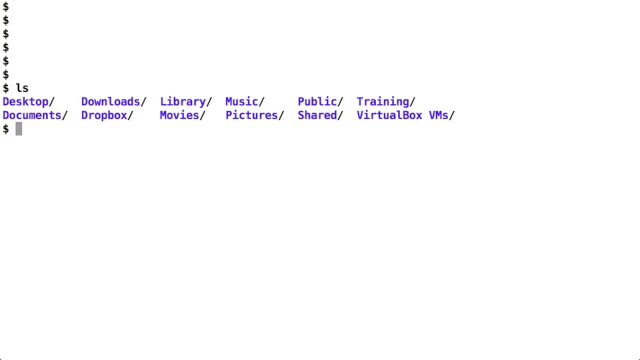 $
$
$
$
$
$
$ ls
Desktop/ Downloads/ Library/ Music/ Public/ Training/
Documents/ Dropbox/ Movies/ Pictures/ Shared/ VirtualBox VMs/
$